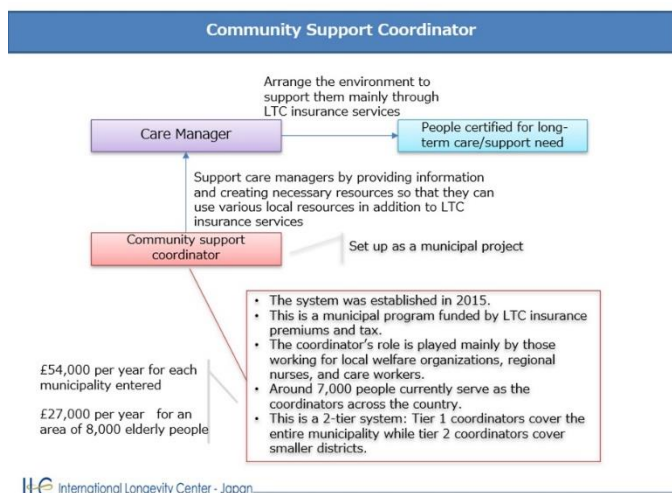 Community Support Coordinator
Arrange the environment to
support them mainly through
LTC insurance services
Care Manager
People certified for long-
term care/support need
Support care managers by providing information
and creating necessary resources so that they can
use various local resources in addition to LTC
insurance services
Community support
coordinator
Set up as a municipal project
• The system was established in 2015.
• This is a municipal program funded by LTC insurance
premiums and tax.
• The coordinator's role is played mainly by those
working for local welfare organizations, regional
nurses, and care workers.
• Around 7,000 people currently serve as the
coordinators across the country.
• This is a 2-tier system: Tier 1 coordinators cover the
entire municipality while tier 2 coordinators cover
smaller districts.
£54,000 per year for each
municipality entered
£27,000 per year for an
area of 8,000 elderly people
ILC International Longevity Center - Japan